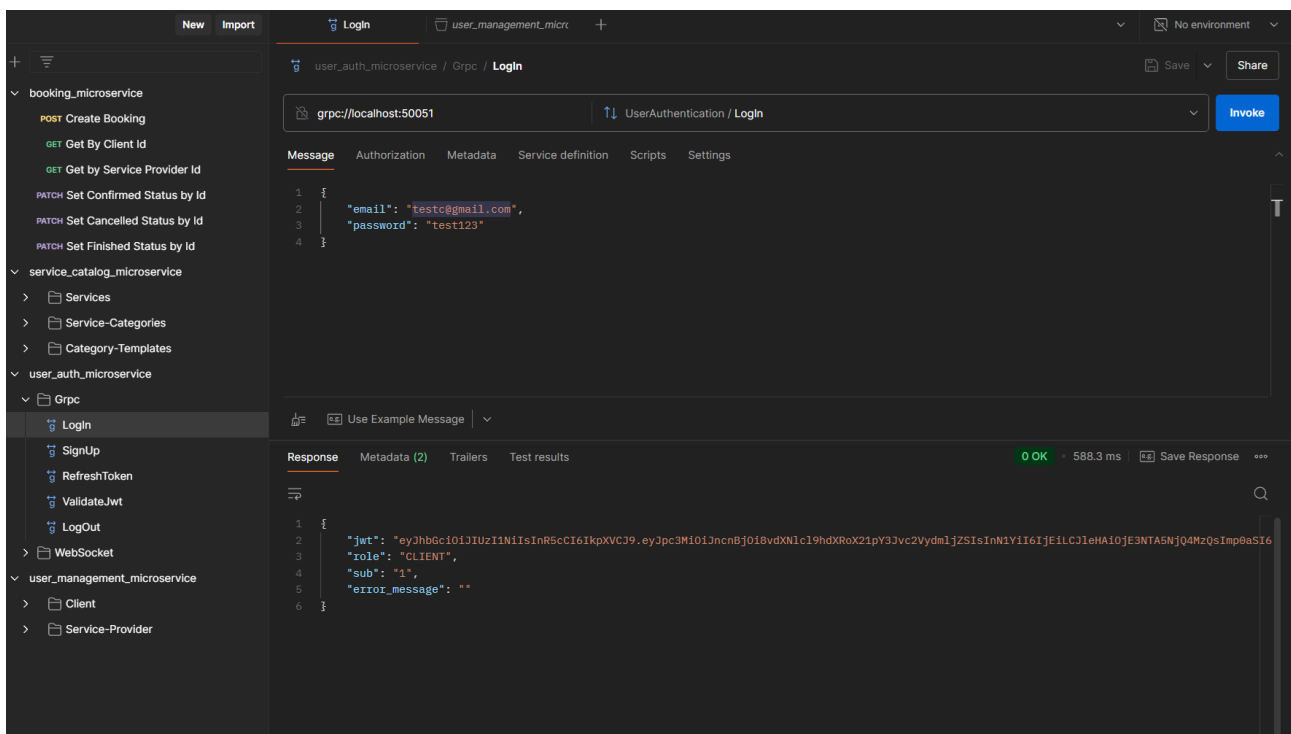 New Import
LogIn user_management_micrc
No environment
user_auth_microservice / Grpc / LogIn
Save Share
booking_microservice
POST Create Booking
GET Get By Client Id
GET Get by Service Provider Id
PATCH Set Confirmed Status by Id
PATCH Set Cancelled Status by Id
PATCH Set Finished Status by Id
service_catalog_microservice
Services
Service-Categories
Category-Templates
user_auth_microservice
Grpc
LogIn
SignUp
RefreshToken
ValidateJwt
LogOut
WebSocket
user_management_microservice
Client
Service-Provider
grpc://localhost:50051 UserAuthentication / LogIn Invoke
Message Authorization Metadata Service definition Scripts Settings
1 {
2 "email": "testc@gmail.com",
3 "password": "test123"
4 }
T
Use Example Message
Response Metadata (2) Trailers Test results 0 OK 588.3 ms Save Response
1 {
2 "jwt": "eyJhbGciOiJIUzI1NiIsInR5cCI6IkpXVCJ9.eyJpc3MiOiJncnBjOi8vdXNlcl9hdXRoX21pY3Jvc2VydmljZSIsInN1YiI6IjEiLCJleHAiOjE3NTA5NjQ4MzQsImp0aSI6
3 "role": "CLIENT",
4 "sub": "1",
5 "error_message": ""
6 }